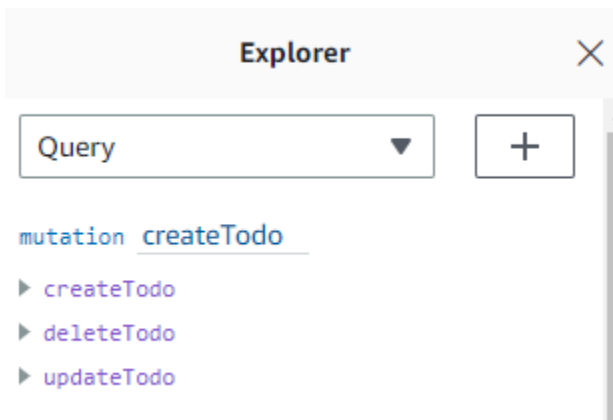 Explorer
Query
mutation createTodo
createTodo
deleteTodo
updateTodo